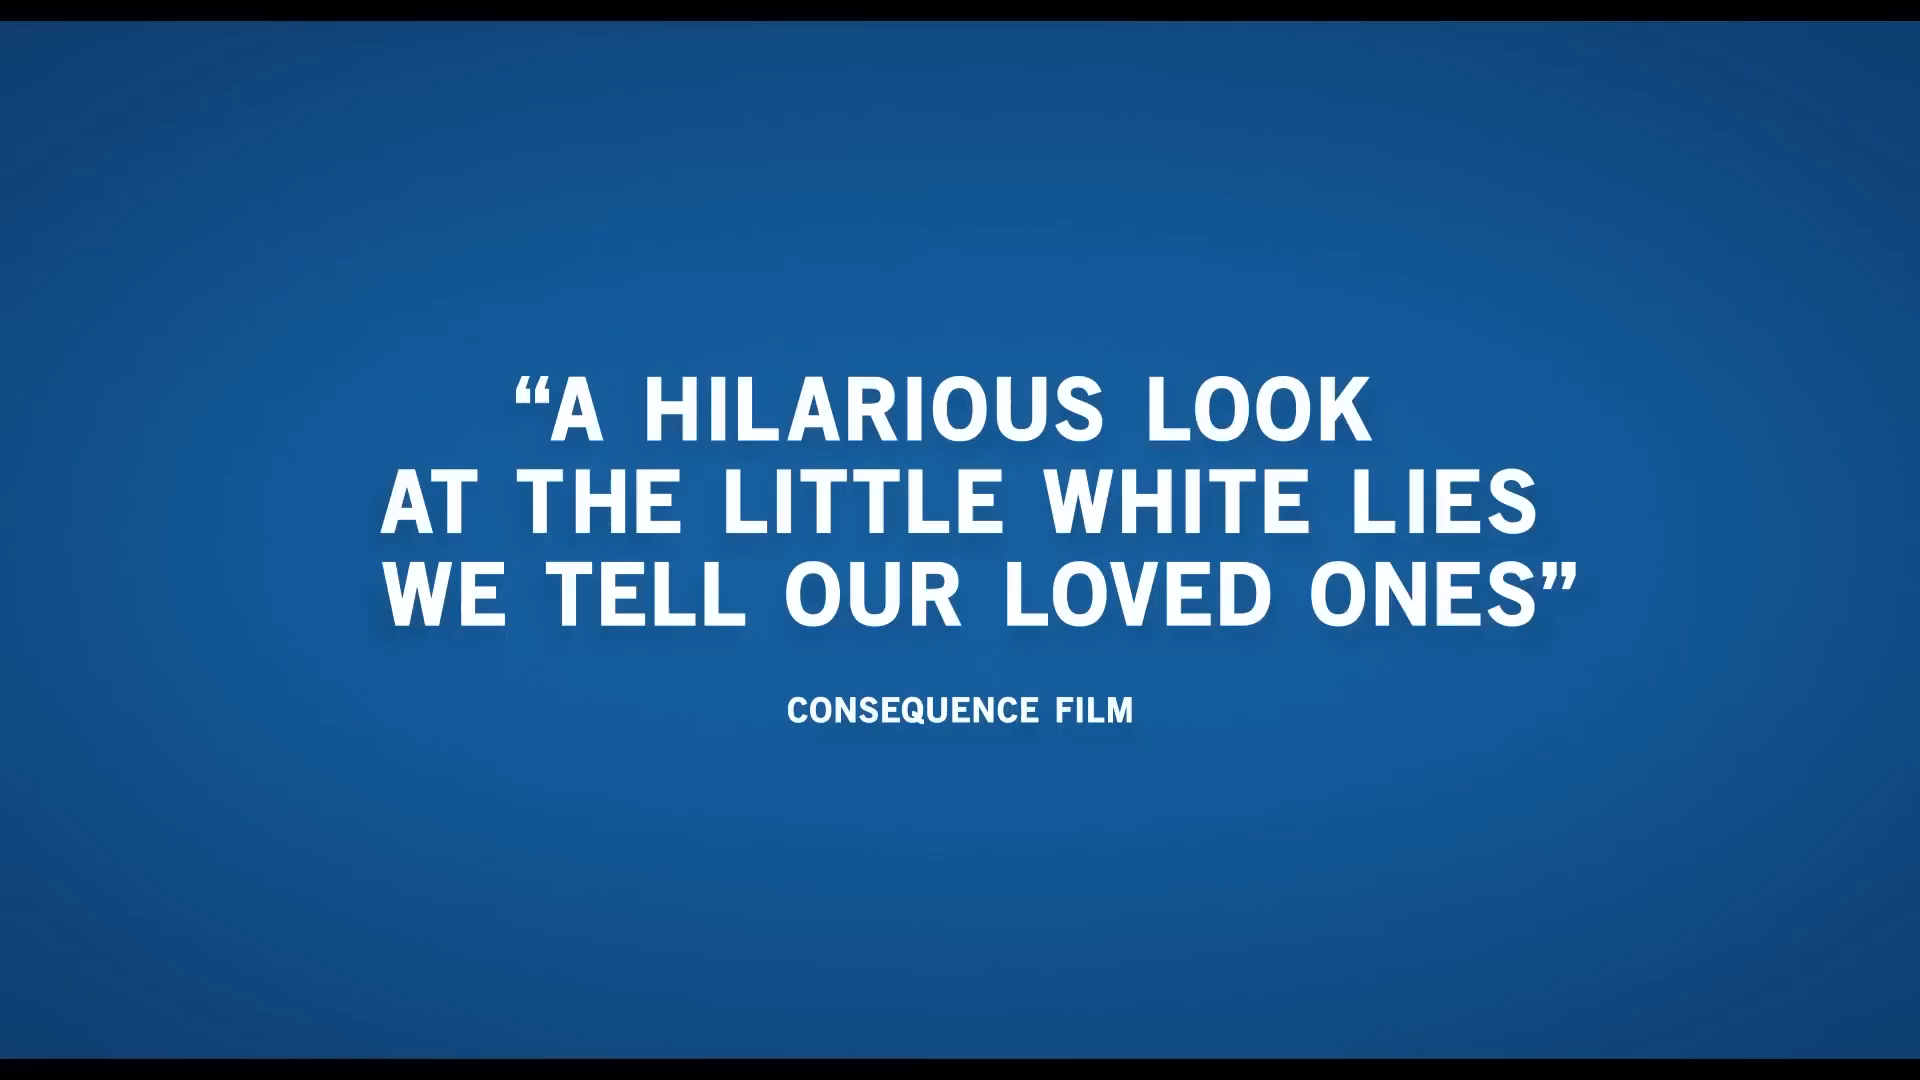 “A HILARIOUS LOOK
AT THE LITTLE WHITE LIES
WE TELL OUR LOVED ONES”
CONSEQUENCE FILM